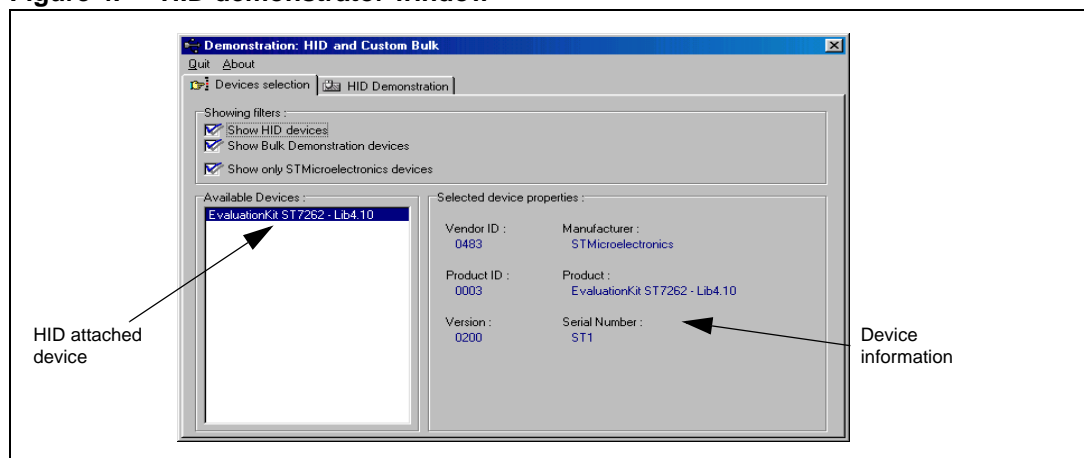 Demonstration: HID and Custom Bulk
Quit About
Devices selection HID Demonstration
Showing filters :
Show HID devices
Show Bulk Demonstration devices
Show only STMicroelectronics devices
Available Devices :
EvaluationKit ST7262 - Lib4.10
Selected device properties :
Vendor ID : Manufacturer :
0483 STMicroelectronics
Product ID : Product :
0003 EvaluationKit ST7262 - Lib4.10
Version : Serial Number :
0200 ST1
HID attached
device
Device
information